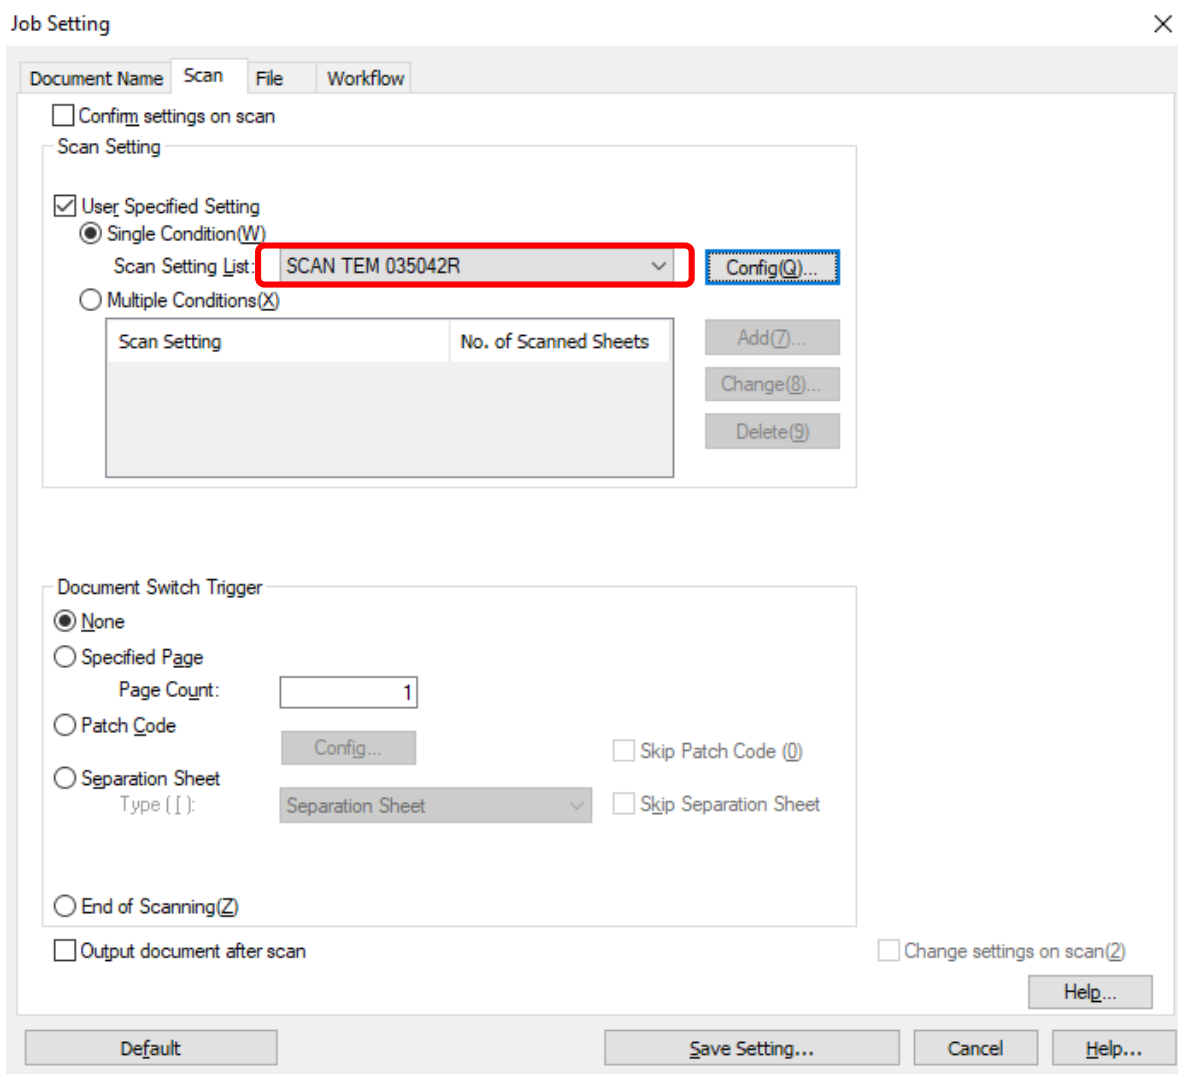 Job Setting
Document Name Scan File Workflow
Confirm settings on scan
Scan Setting
User Specified Setting
Single Condition(W)
Scan Setting List: SCAN TEM 035042R Config(Q)...
Multiple Conditions(X)
Scan Setting No. of Scanned Sheets Add(7)...
Change(8)...
Delete(9)
Document Switch Trigger
None
Specified Page
Page Count: 1
Patch Code
Config... Skip Patch Code (0)
Separation Sheet
Type ( [ ): Separation Sheet Skip Separation Sheet
End of Scanning(Z)
Output document after scan Change settings on scan(2)
Help...
Default Save Setting... Cancel Help...